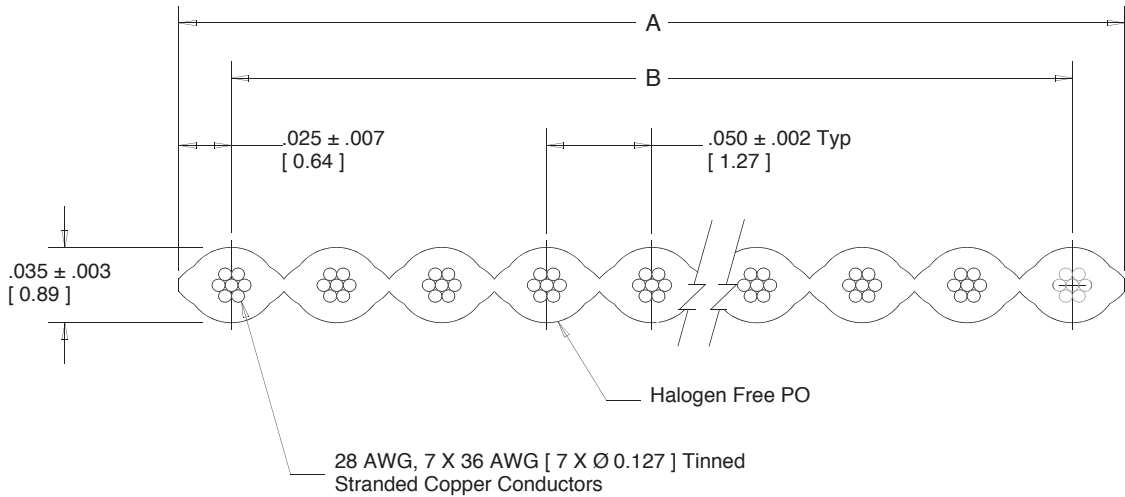 A
B
.025 ± .007
[ 0.64 ]
.050 ± .002 Typ
[ 1.27 ]
.035 ± .003
[ 0.89 ]
Halogen Free PO
28 AWG, 7 X 36 AWG [ 7 X Ø 0.127 ] Tinned
Stranded Copper Conductors